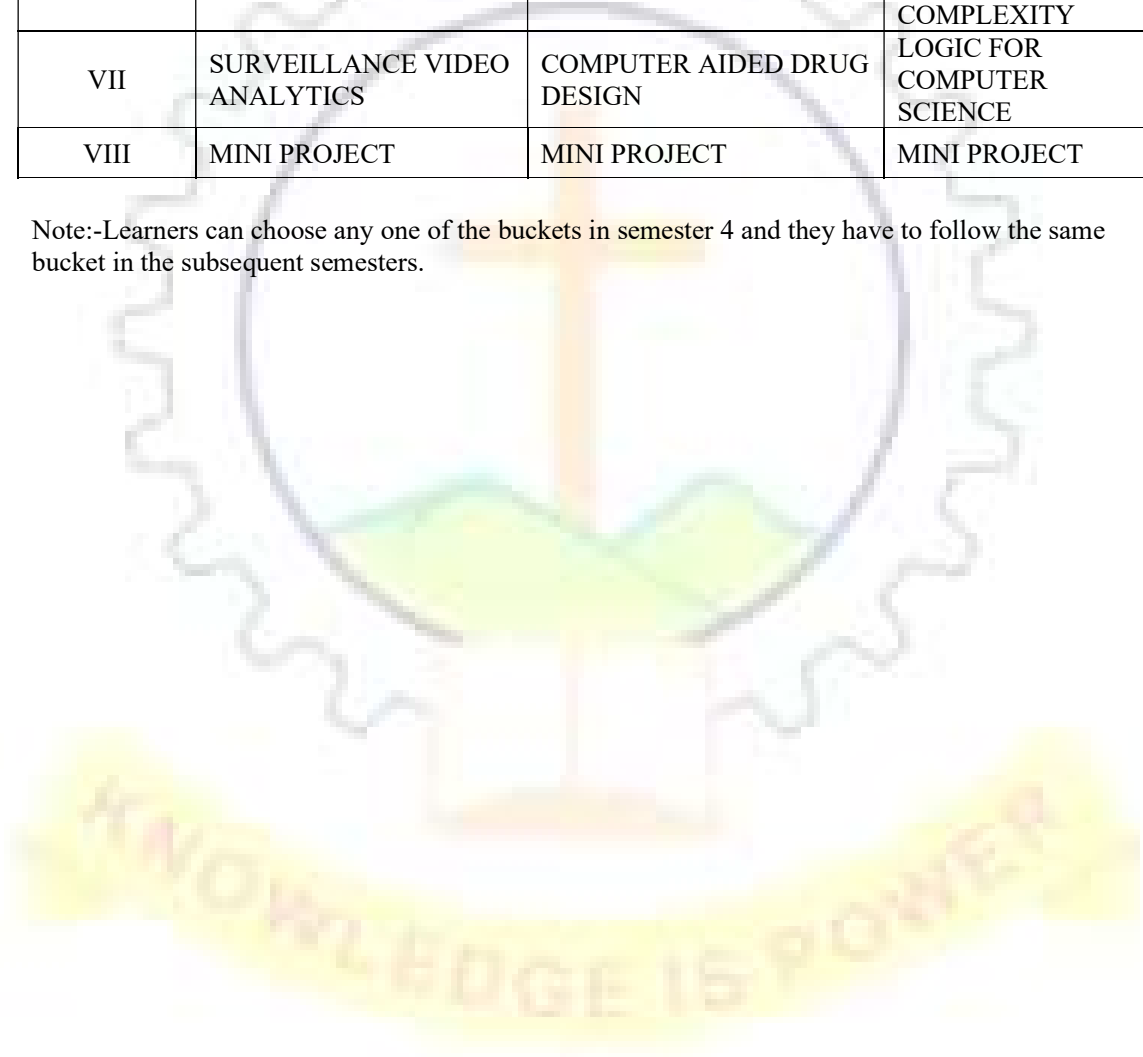 COMPLEXITY
VII
SURVEILLANCE VIDEO
ANALYTICS
COMPUTER AIDED DRUG
DESIGN
LOGIC FOR
COMPUTER
SCIENCE
VIII
MINI PROJECT
MINI PROJECT
MINI PROJECT
Note:-Learners can choose any one of the buckets in semester 4 and they have to follow the same
bucket in the subsequent semesters.
KNOWLEDGE IS POWER